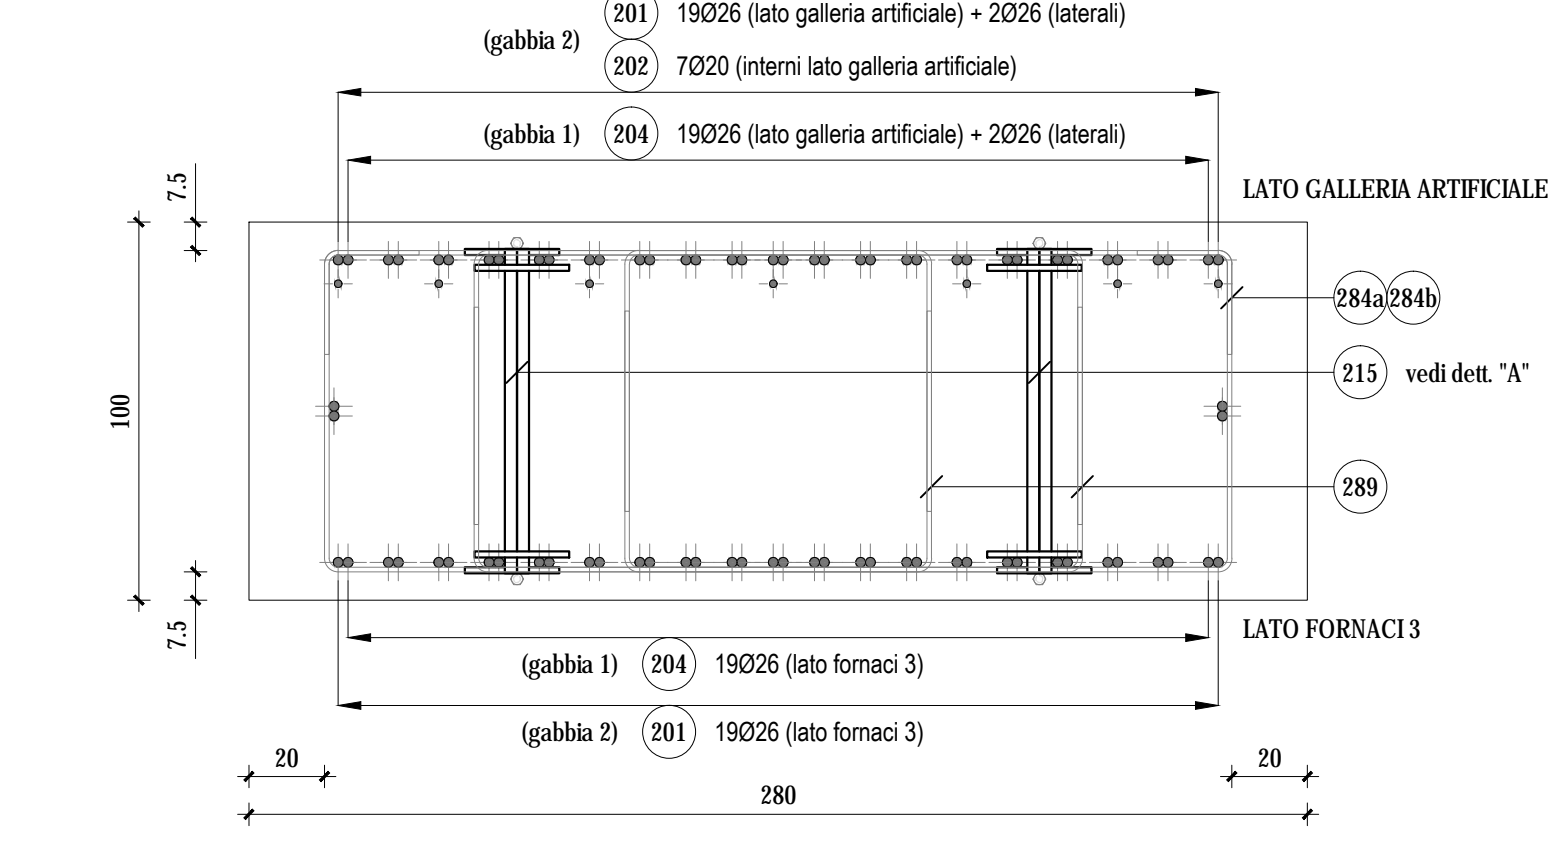 201 19Ø26 (lato galleria artificiale) + 2Ø26 (laterali)
(gabbia 2)
202 7Ø20 (interni lato galleria artificiale)
(gabbia 1) 204 19Ø26 (lato galleria artificiale) + 2Ø26 (laterali)
7.5
LATO GALLERIA ARTIFICIALE
284a 284b
215 vedi dett. "A"
100
289
7.5
LATO FORNACI 3
(gabbia 1) 204 19Ø26 (lato fornaci 3)
(gabbia 2) 201 19Ø26 (lato fornaci 3)
20
20
280